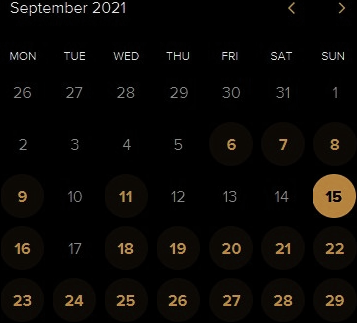 September 2021 < >
MON TUE WED THU FRI SAT SUN
26 27 28 29 30 31 1
2 3 4 5 6 7 8
9 10 11 12 13 14 15
16 17 18 19 20 21 22
23 24 25 26 27 28 29